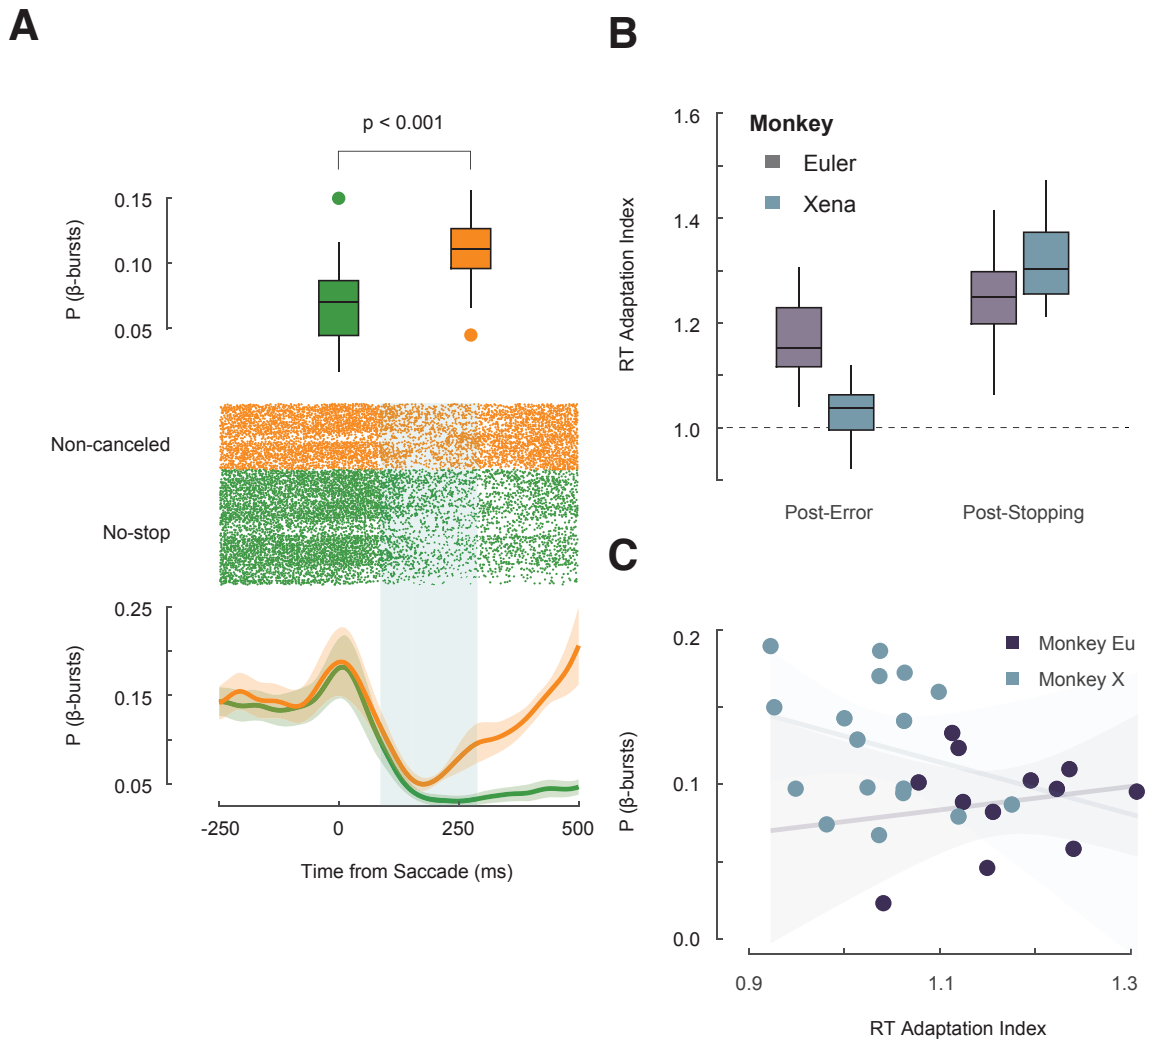 A
p < 0.001
0.15
0.10
0.05
P (β-bursts)
Non-canceled
No-stop
0.25
0.15
0.05
P (β-bursts)
-250
0
250
500
Time from Saccade (ms)
B
1.6
1.4
1.2
1.0
RT Adaptation Index
Monkey
Euler
Xena
Post-Error
Post-Stopping
C
0.2
0.1
0.0
P (β-bursts)
Monkey Eu
Monkey X
0.9
1.1
1.3
RT Adaptation Index